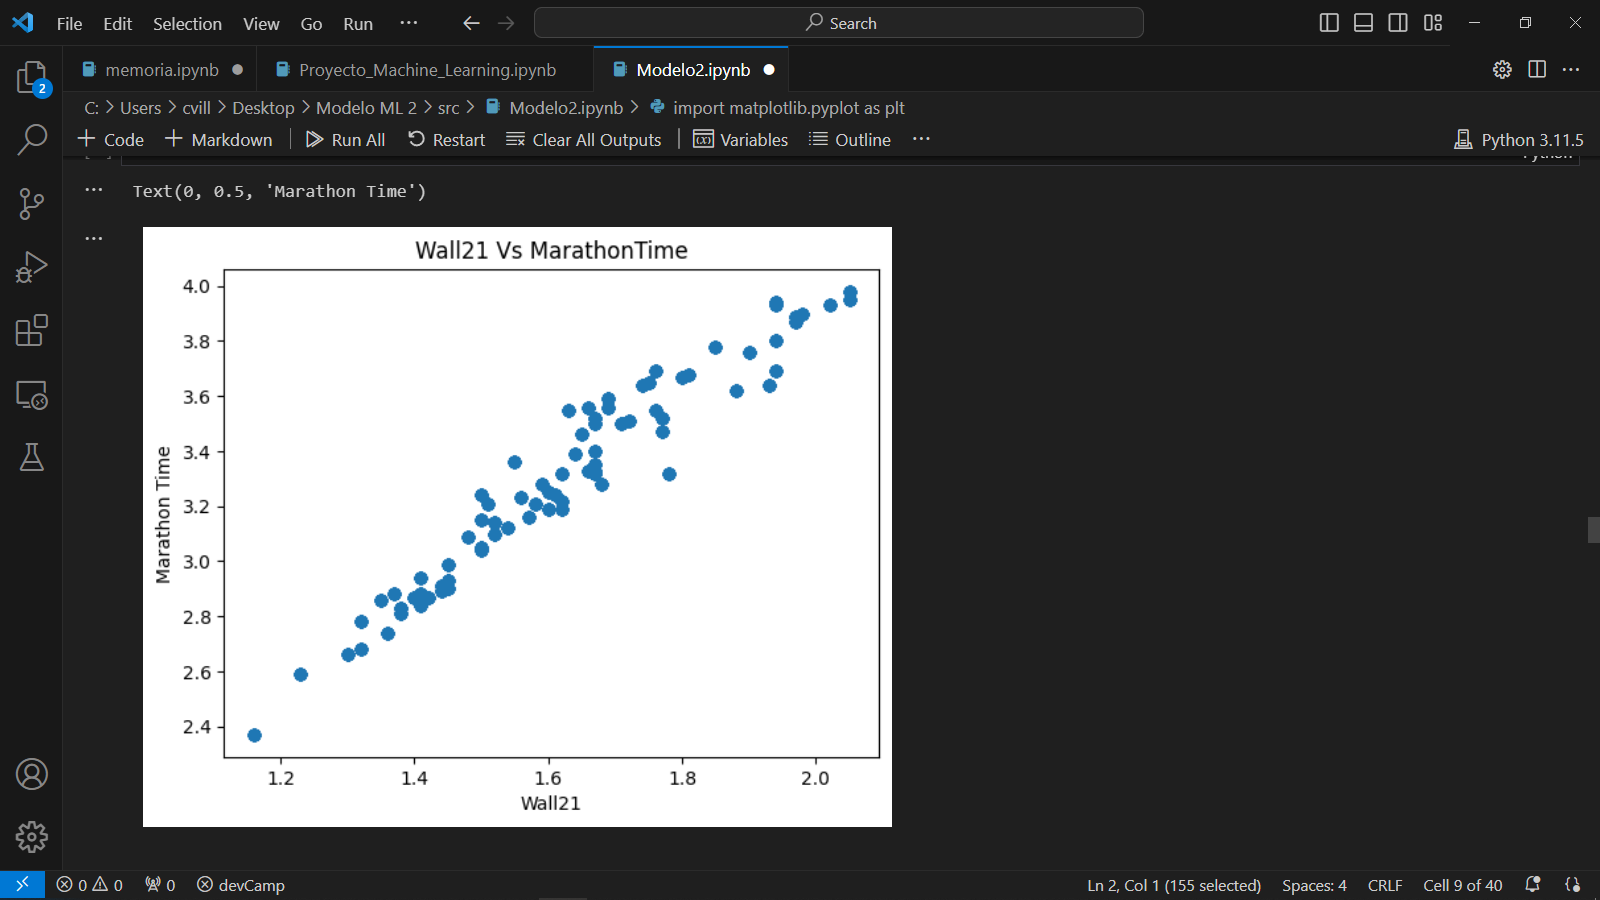 File Edit Selection View Go Run ··· Search
memoria.ipynb Proyecto_Machine_Learning.ipynb Modelo2.ipynb
C: > Users > cvill > Desktop > Modelo ML 2 > src > Modelo2.ipynb > import matplotlib.pyplot as plt
Code Markdown Run All Restart Clear All Outputs Variables Outline ··· Python 3.11.5
Python
Text(0, 0.5, 'Marathon Time')
Wall21 Vs MarathonTime
4.0
3.8
3.6
3.4
3.2
3.0
2.8
2.6
2.4
Marathon Time
1.2 1.4 1.6 1.8 2.0
Wall21
2
0 0 0 devCamp Ln 2, Col 1 (155 selected) Spaces: 4 CRLF Cell 9 of 40